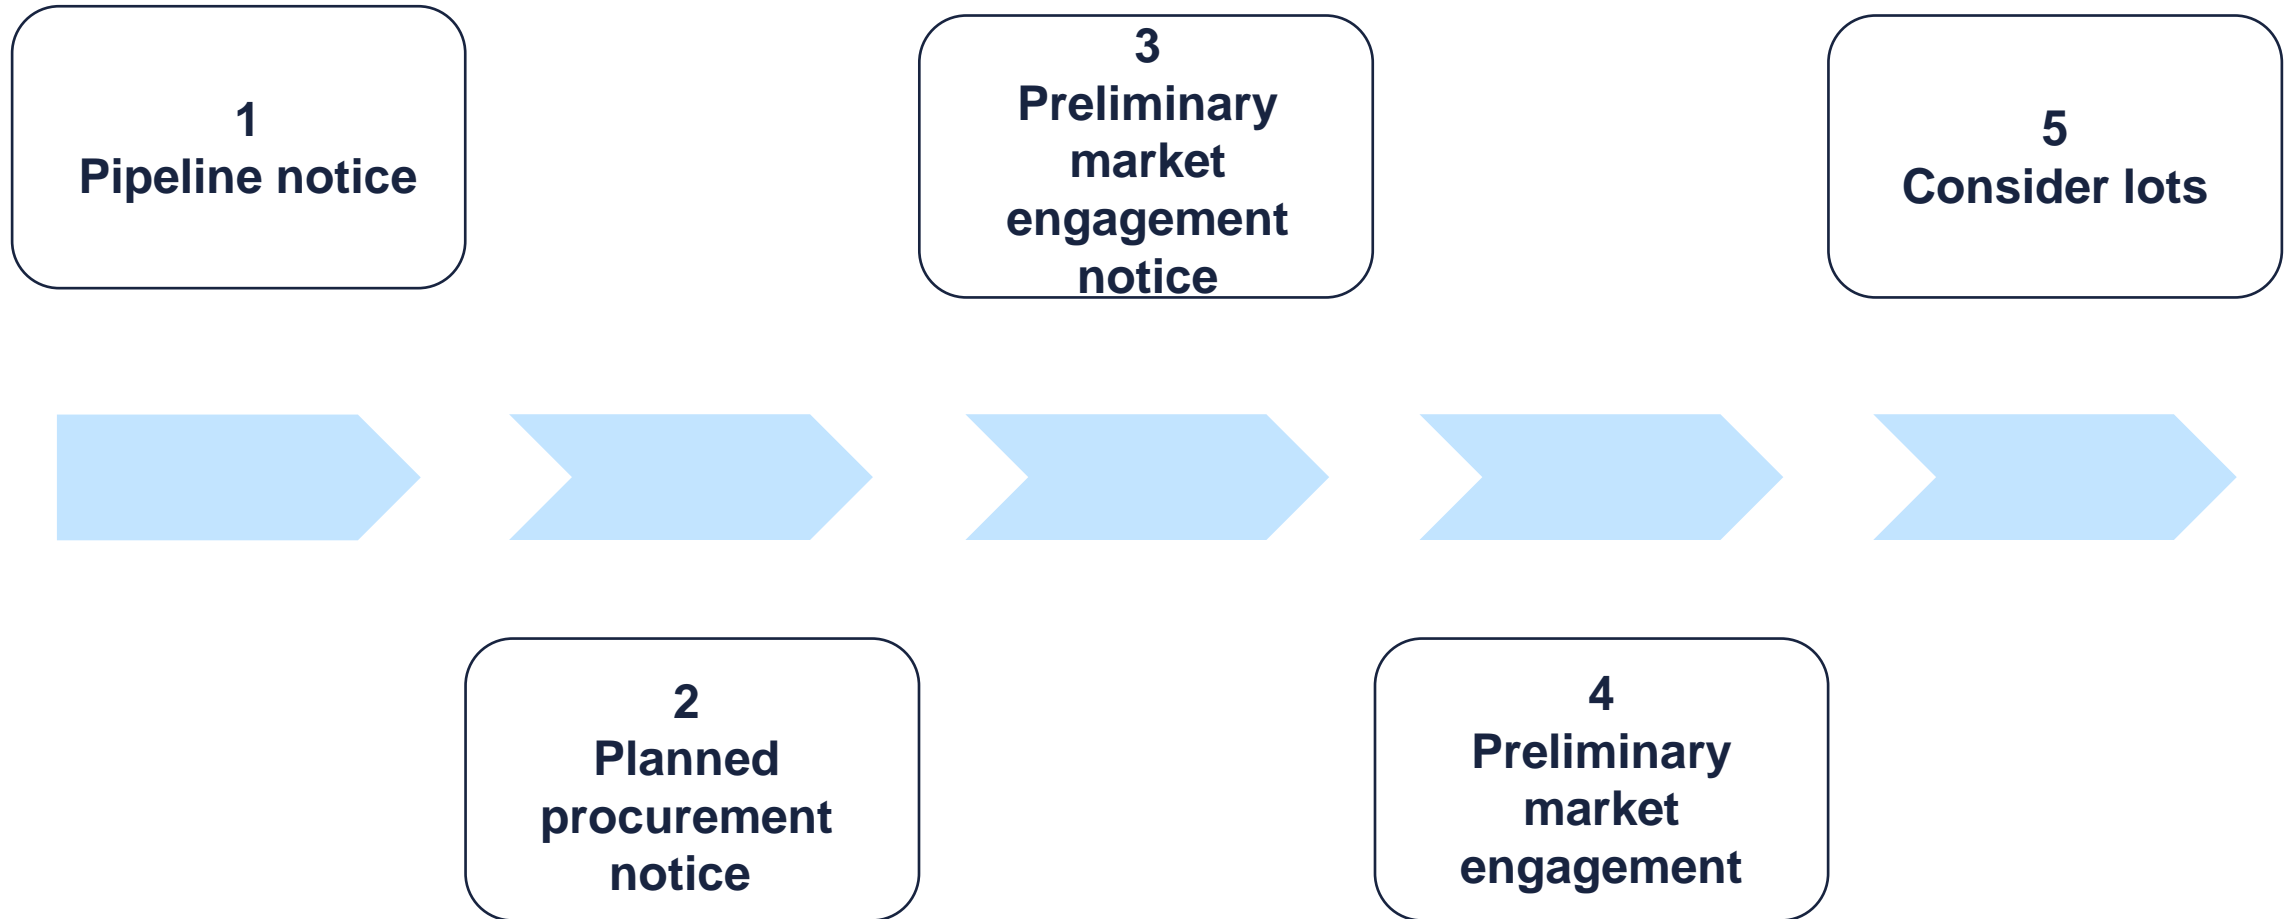 1
Pipeline notice
2
Planned
procurement
notice
3
Preliminary
market
engagement
notice
4
Preliminary
market
engagement
5
Consider lots